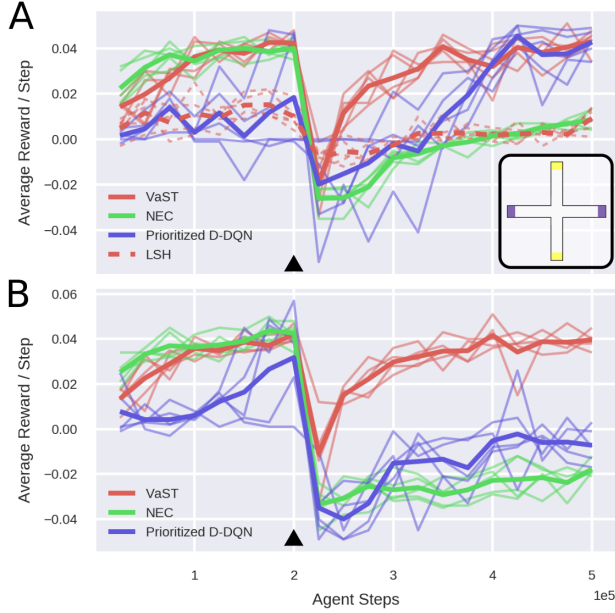 A
Average Reward / Step
0.04
0.02
0.00
−0.02
−0.04
VaST
NEC
Prioritized D-DQN
LSH
B
Average Reward / Step
0.06
0.04
0.02
0.00
−0.02
−0.04
VaST
NEC
Prioritized D-DQN
1 2 3 4 5
1e5
Agent Steps